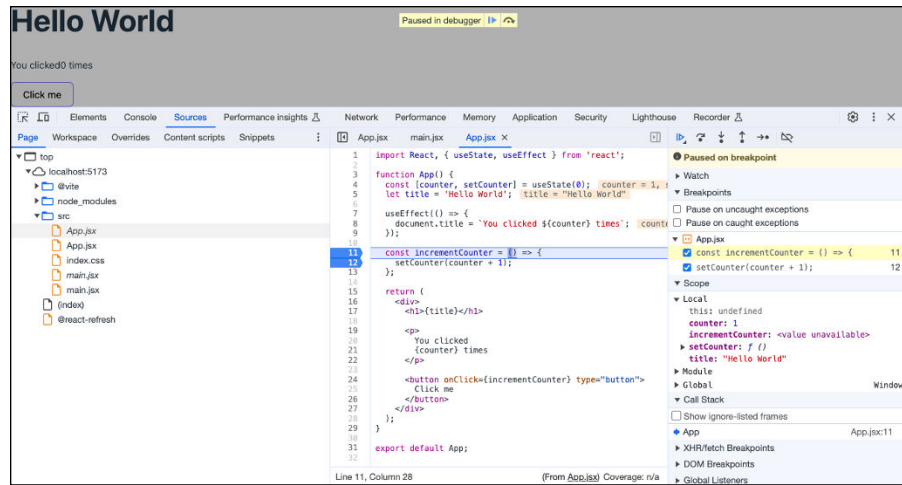 Hello World
Paused in debugger
You clicked0 times
Click me
Elements Console Sources Performance insights Network Performance Memory Application Security Lighthouse Recorder
Page Workspace Overrides Content scripts Snippets App.jsx main.jsx App.jsx ×
top
localhost:5173
@vite
node_modules
src
App.jsx
App.jsx
index.css
main.jsx
main.jsx
(index)
@react-refresh
1 import React, { useState, useEffect } from 'react';
2
3 function App() {
4 const [counter, setCounter] = useState(0); counter = 1, s
5 let title = 'Hello World'; title = "Hello World"
6
7 useEffect(() => {
8 document.title = `You clicked ${counter} times`; counte
9 });
10
11 const incrementCounter = () => {
12 setCounter(counter + 1);
13 };
14
15 return (
16 <div>
17 <h1>{title}</h1>
18
19 <p>
20 You clicked
21 {counter} times
22 </p>
23
24 <button onClick={incrementCounter} type="button">
25 Click me
26 </button>
27 </div>
28 );
29 }
30
31 export default App;
32
Line 11, Column 28 (From App.jsx) Coverage: n/a
Paused on breakpoint
Watch
Breakpoints
Pause on uncaught exceptions
Pause on caught exceptions
App.jsx
const incrementCounter = () => { 11
setCounter(counter + 1); 12
Scope
Local
this: undefined
counter: 1
incrementCounter: <value unavailable>
setCounter: ƒ ()
title: "Hello World"
Module
Global Window
Call Stack
Show ignore-listed frames
App App.jsx:11
XHR/fetch Breakpoints
DOM Breakpoints
Global Listeners